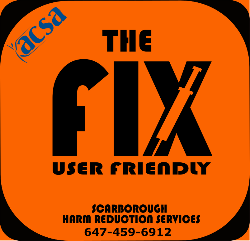 acsa
THE
FIX
USER FRIENDLY
SCARBOROUGH
HARM REDUCTION SERVICES
647-459-6912